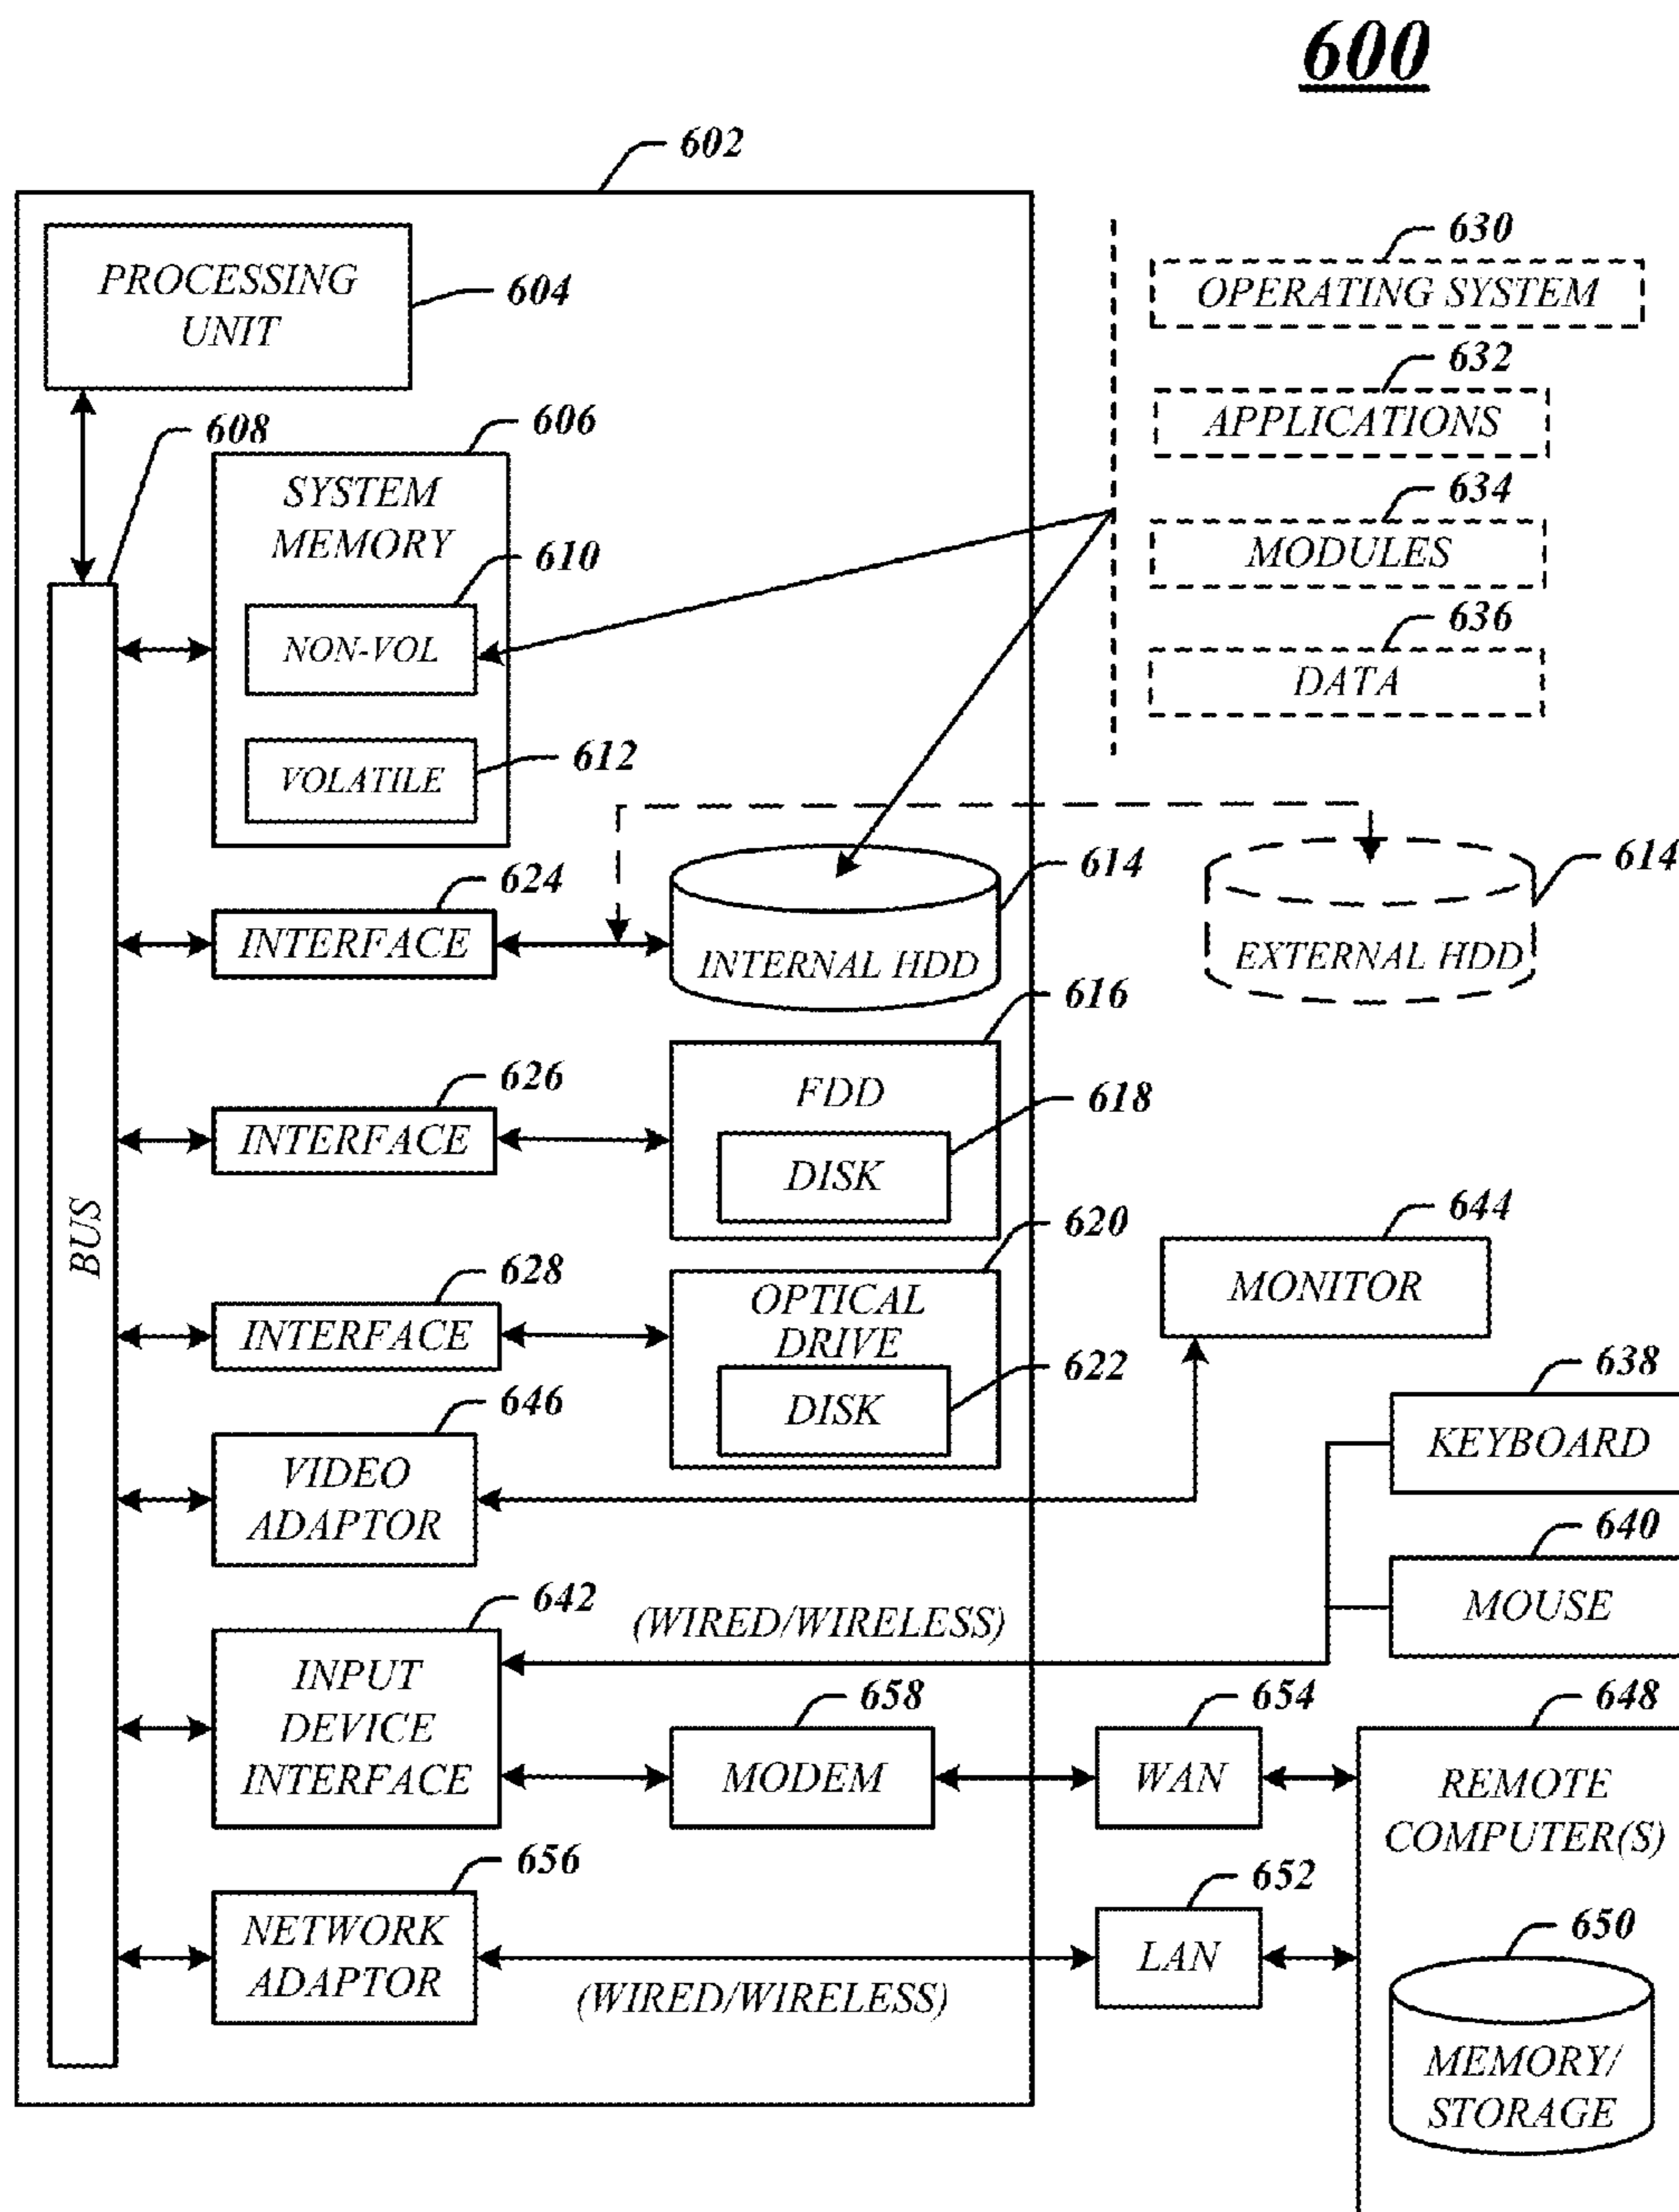 600
602
PROCESSING
UNIT
604
630
OPERATING SYSTEM
632
APPLICATIONS
634
MODULES
636
DATA
608
606
SYSTEM
MEMORY
610
NON-VOL
612
VOLATILE
624
INTERFACE
614
INTERNAL HDD
614
EXTERNAL HDD
616
626
INTERFACE
FDD
618
DISK
BUS
620
628
INTERFACE
OPTICAL
DRIVE
622
DISK
644
MONITOR
638
KEYBOARD
646
VIDEO
ADAPTOR
640
MOUSE
642
(WIRED/WIRELESS)
INPUT
DEVICE
INTERFACE
658
MODEM
654
WAN
648
REMOTE
COMPUTER(S)
656
NETWORK
ADAPTOR
(WIRED/WIRELESS)
652
LAN
650
MEMORY/
STORAGE